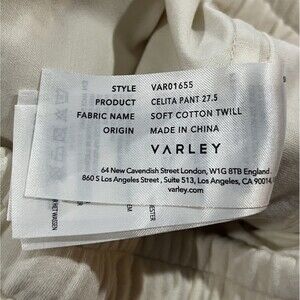 STYLE VAR01655
PRODUCT CELITA PANT 27.5
FABRIC NAME SOFT COTTON TWILL
ORIGIN MADE IN CHINA
VARLEY
64 New Cavendish Street London, W1G 8TB England.
860 S Los Angeles Street, Suite 513, Los Angeles, CA 90014
varley.com